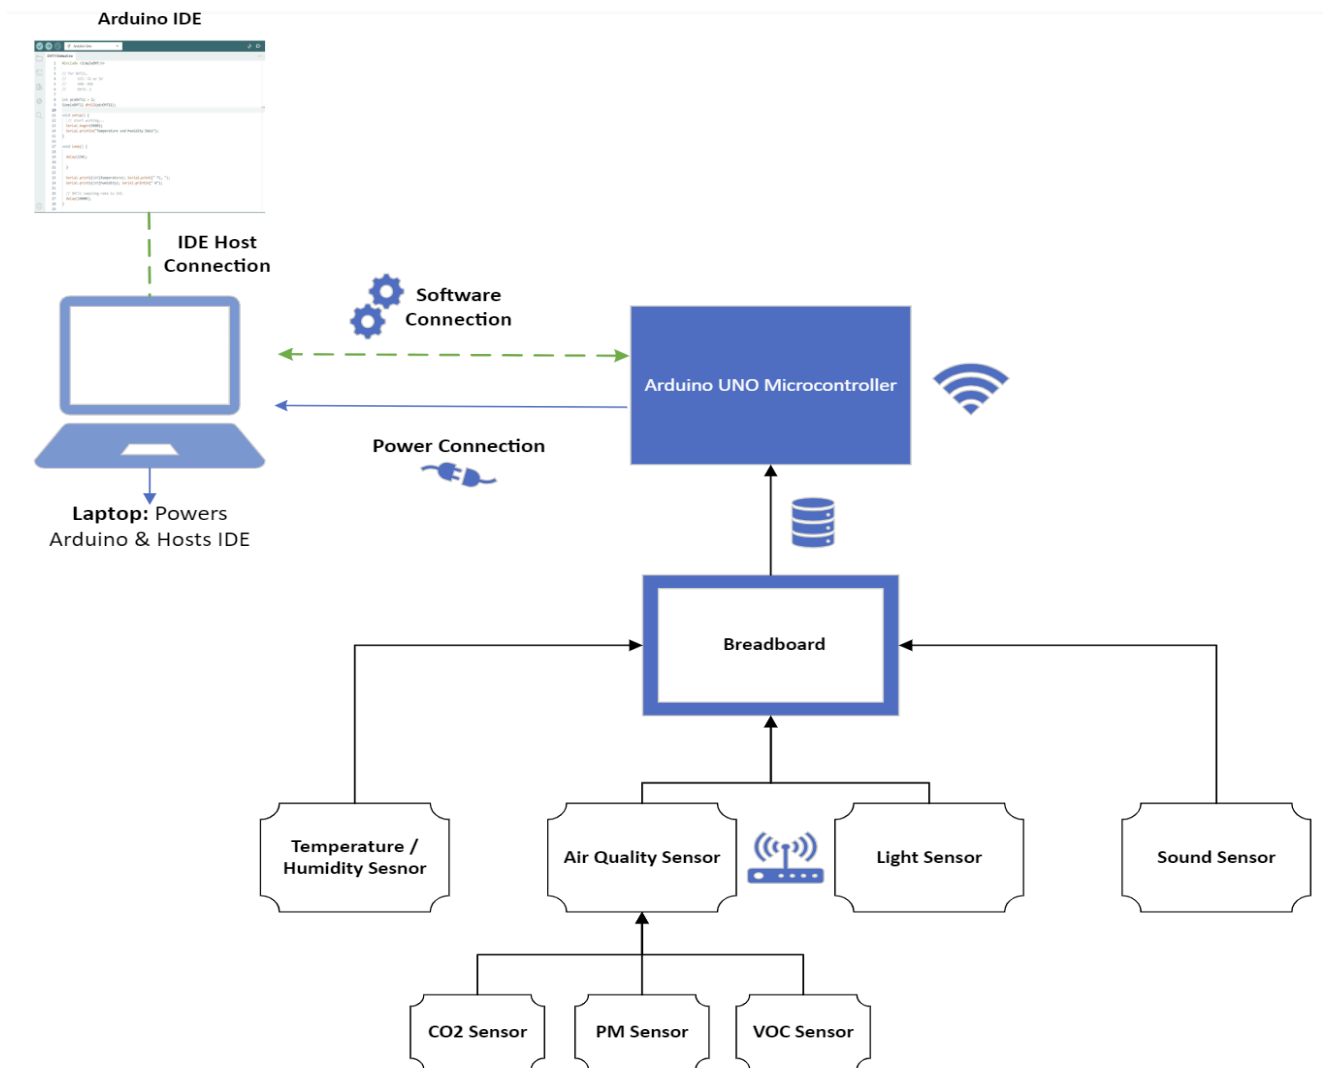 Arduino IDE
IDE Host
Connection
Software
Connection
Arduino UNO Microcontroller
Power Connection
Laptop: Powers
Arduino & Hosts IDE
Breadboard
Temperature /
Humidity Sesnor
Air Quality Sensor
Light Sensor
Sound Sensor
CO2 Sensor
PM Sensor
VOC Sensor